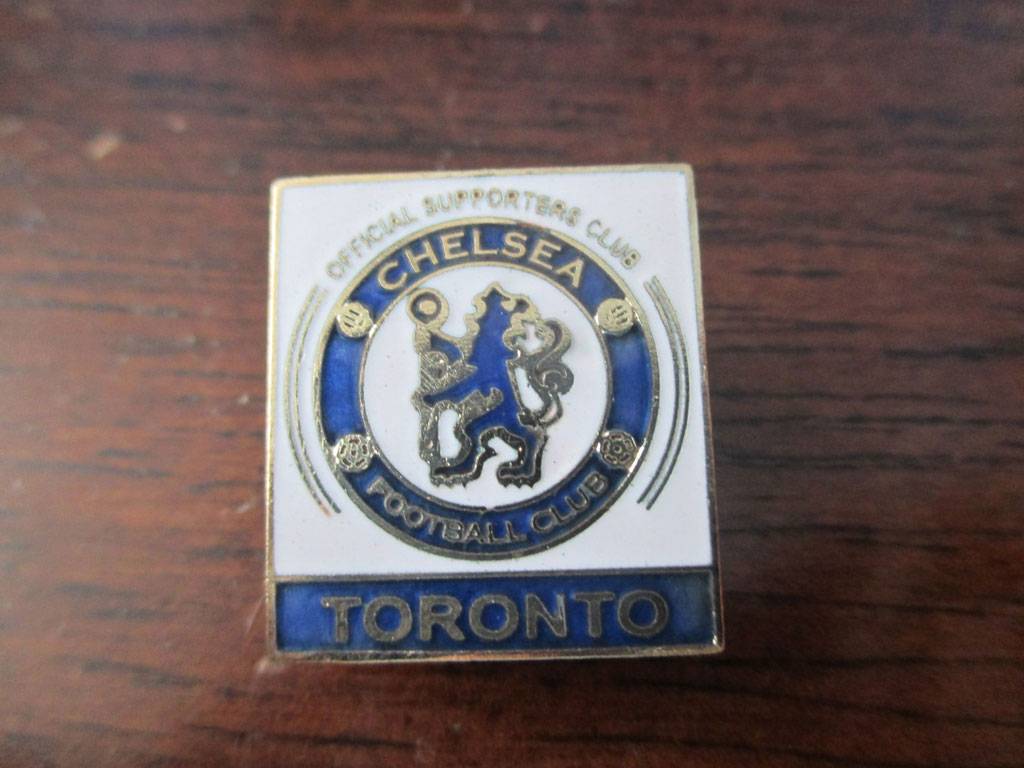 OFFICIAL SUPPORTERS CLUB
CHELSEA
FOOTBALL CLUB
TORONTO